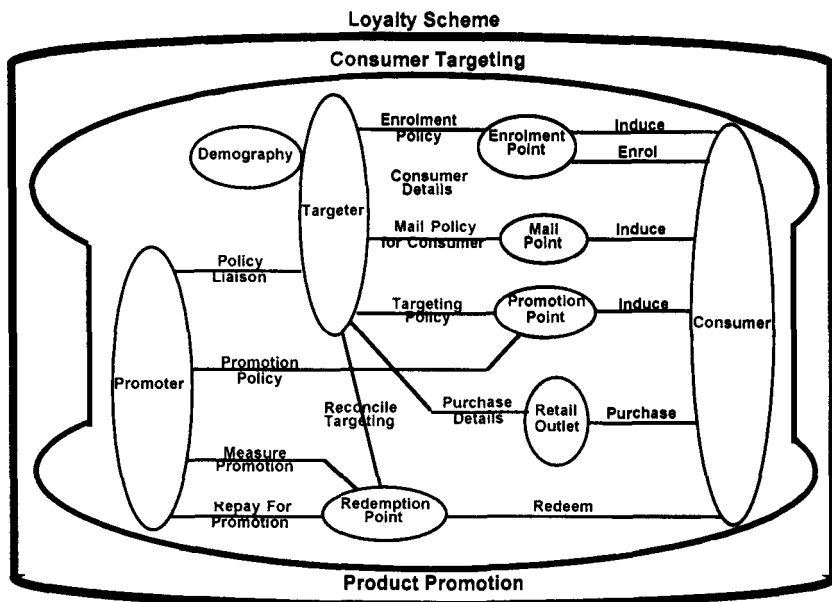 Loyalty Scheme
Consumer Targeting
Enrolment
Policy
Enrolment
Point
Induce
Enrol
Demography
Consumer
Details
Targeter
Mail Policy
for Consumer
Mail
Point
Induce
Policy
Liaison
Targeting
Policy
Promotion
Point
Induce
Consumer
Promoter
Promotion
Policy
Reconcile
Targeting
Purchase
Details
Retail
Outlet
Purchase
Measure
Promotion
Repay For
Promotion
Redemption
Point
Redeem
Product Promotion